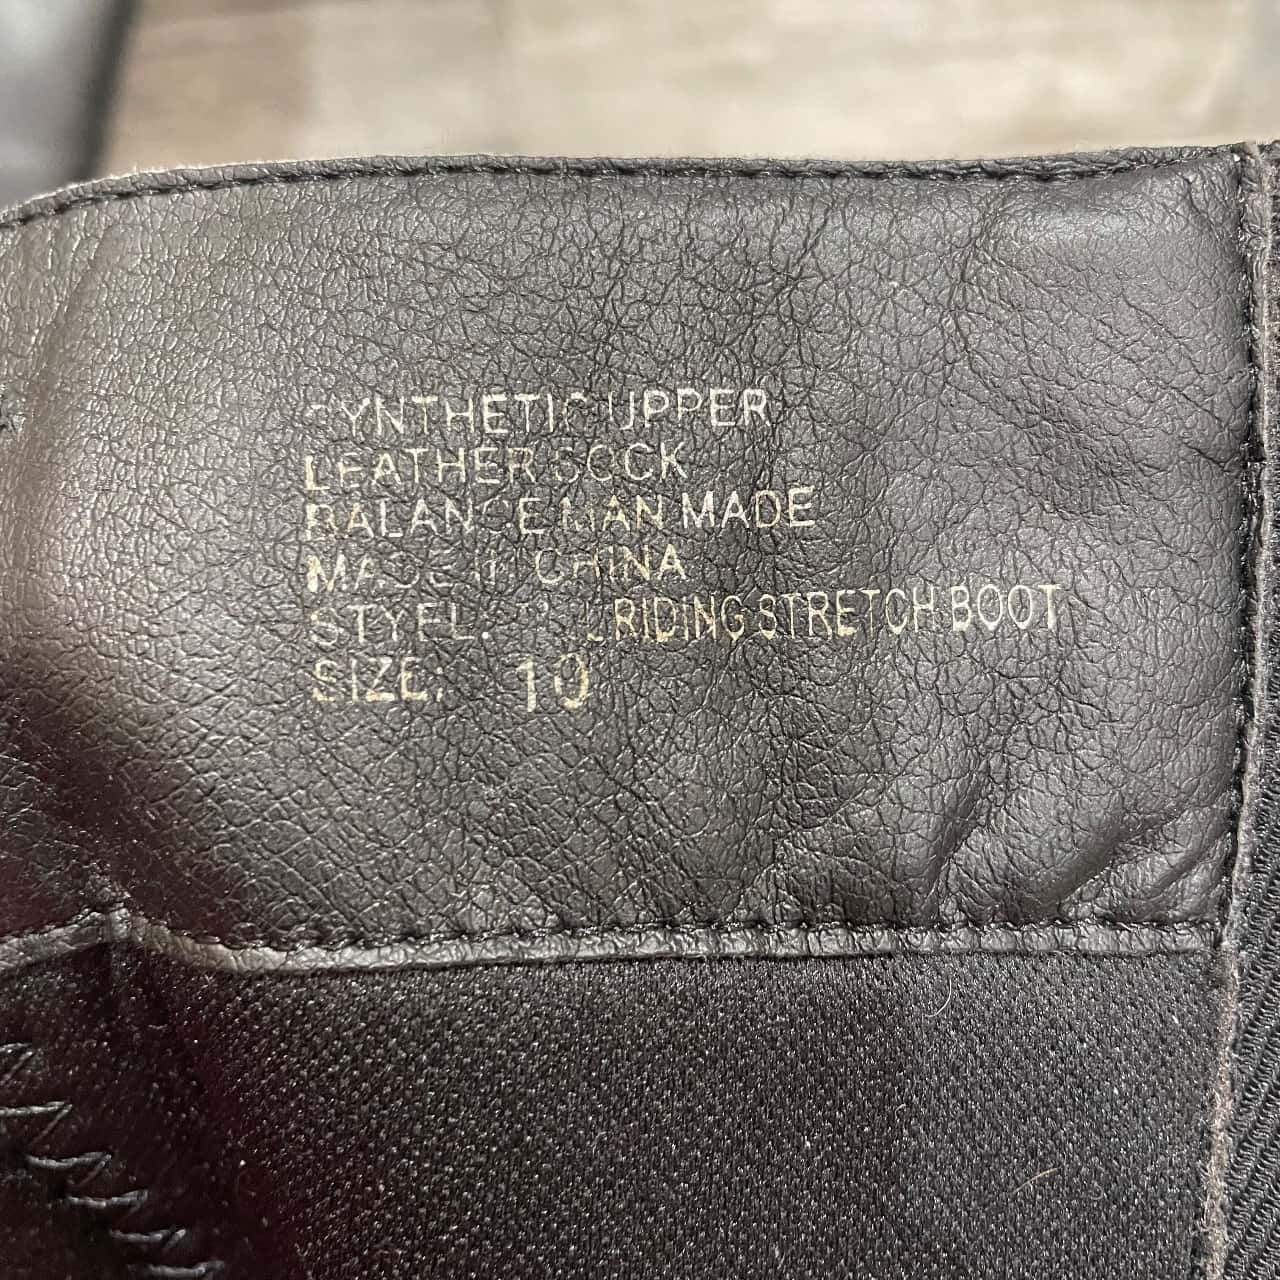 SYNTHETIC UPPER
LEATHER SOCK
BALANCE MAN MADE
MADE IN CHINA
STYEL: RIDING STRETCH BOOT
SIZE: 10